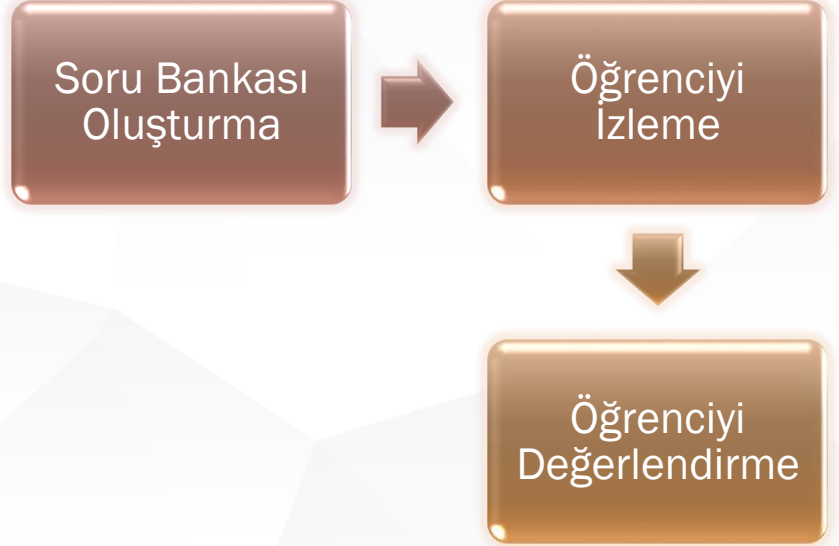 Soru Bankası
Oluşturma
Öğrenciyi
İzleme
Öğrenciyi
Değerlendirme